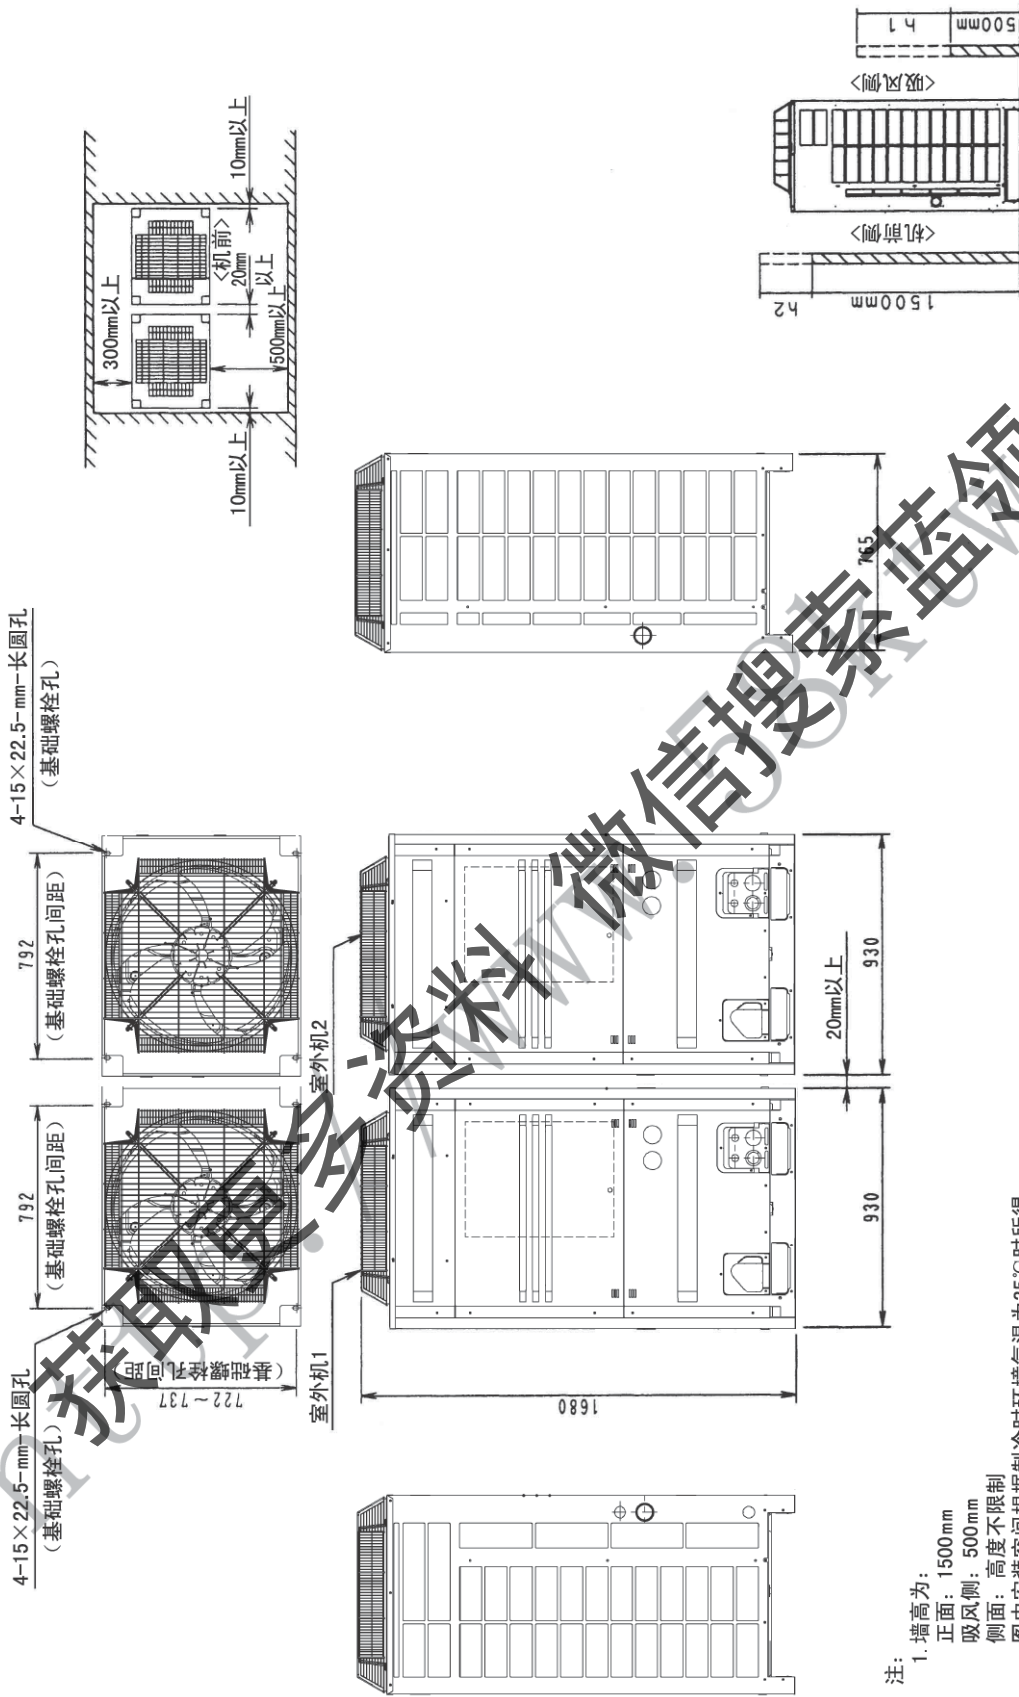 4-15×22.5-mm-长圆孔
(基础螺栓孔)
792
(基础螺栓孔间距)
792
(基础螺栓孔间距)
4-15×22.5-mm-长圆孔
(基础螺栓孔)
722~737
(基础螺栓孔间距)
室外机1
室外机2
1680
930
20mm以上
930
765
10mm以上
300mm以上
500mm以上
<机前>
20mm
以上
10mm以上
h2
1500mm
<机前侧>
<吸风侧>
h1
500mm
注:
1.墙高为:
正面: 1500mm
吸风侧: 500mm
侧面: 高度不限制
获取更多资料 微信搜索蓝领